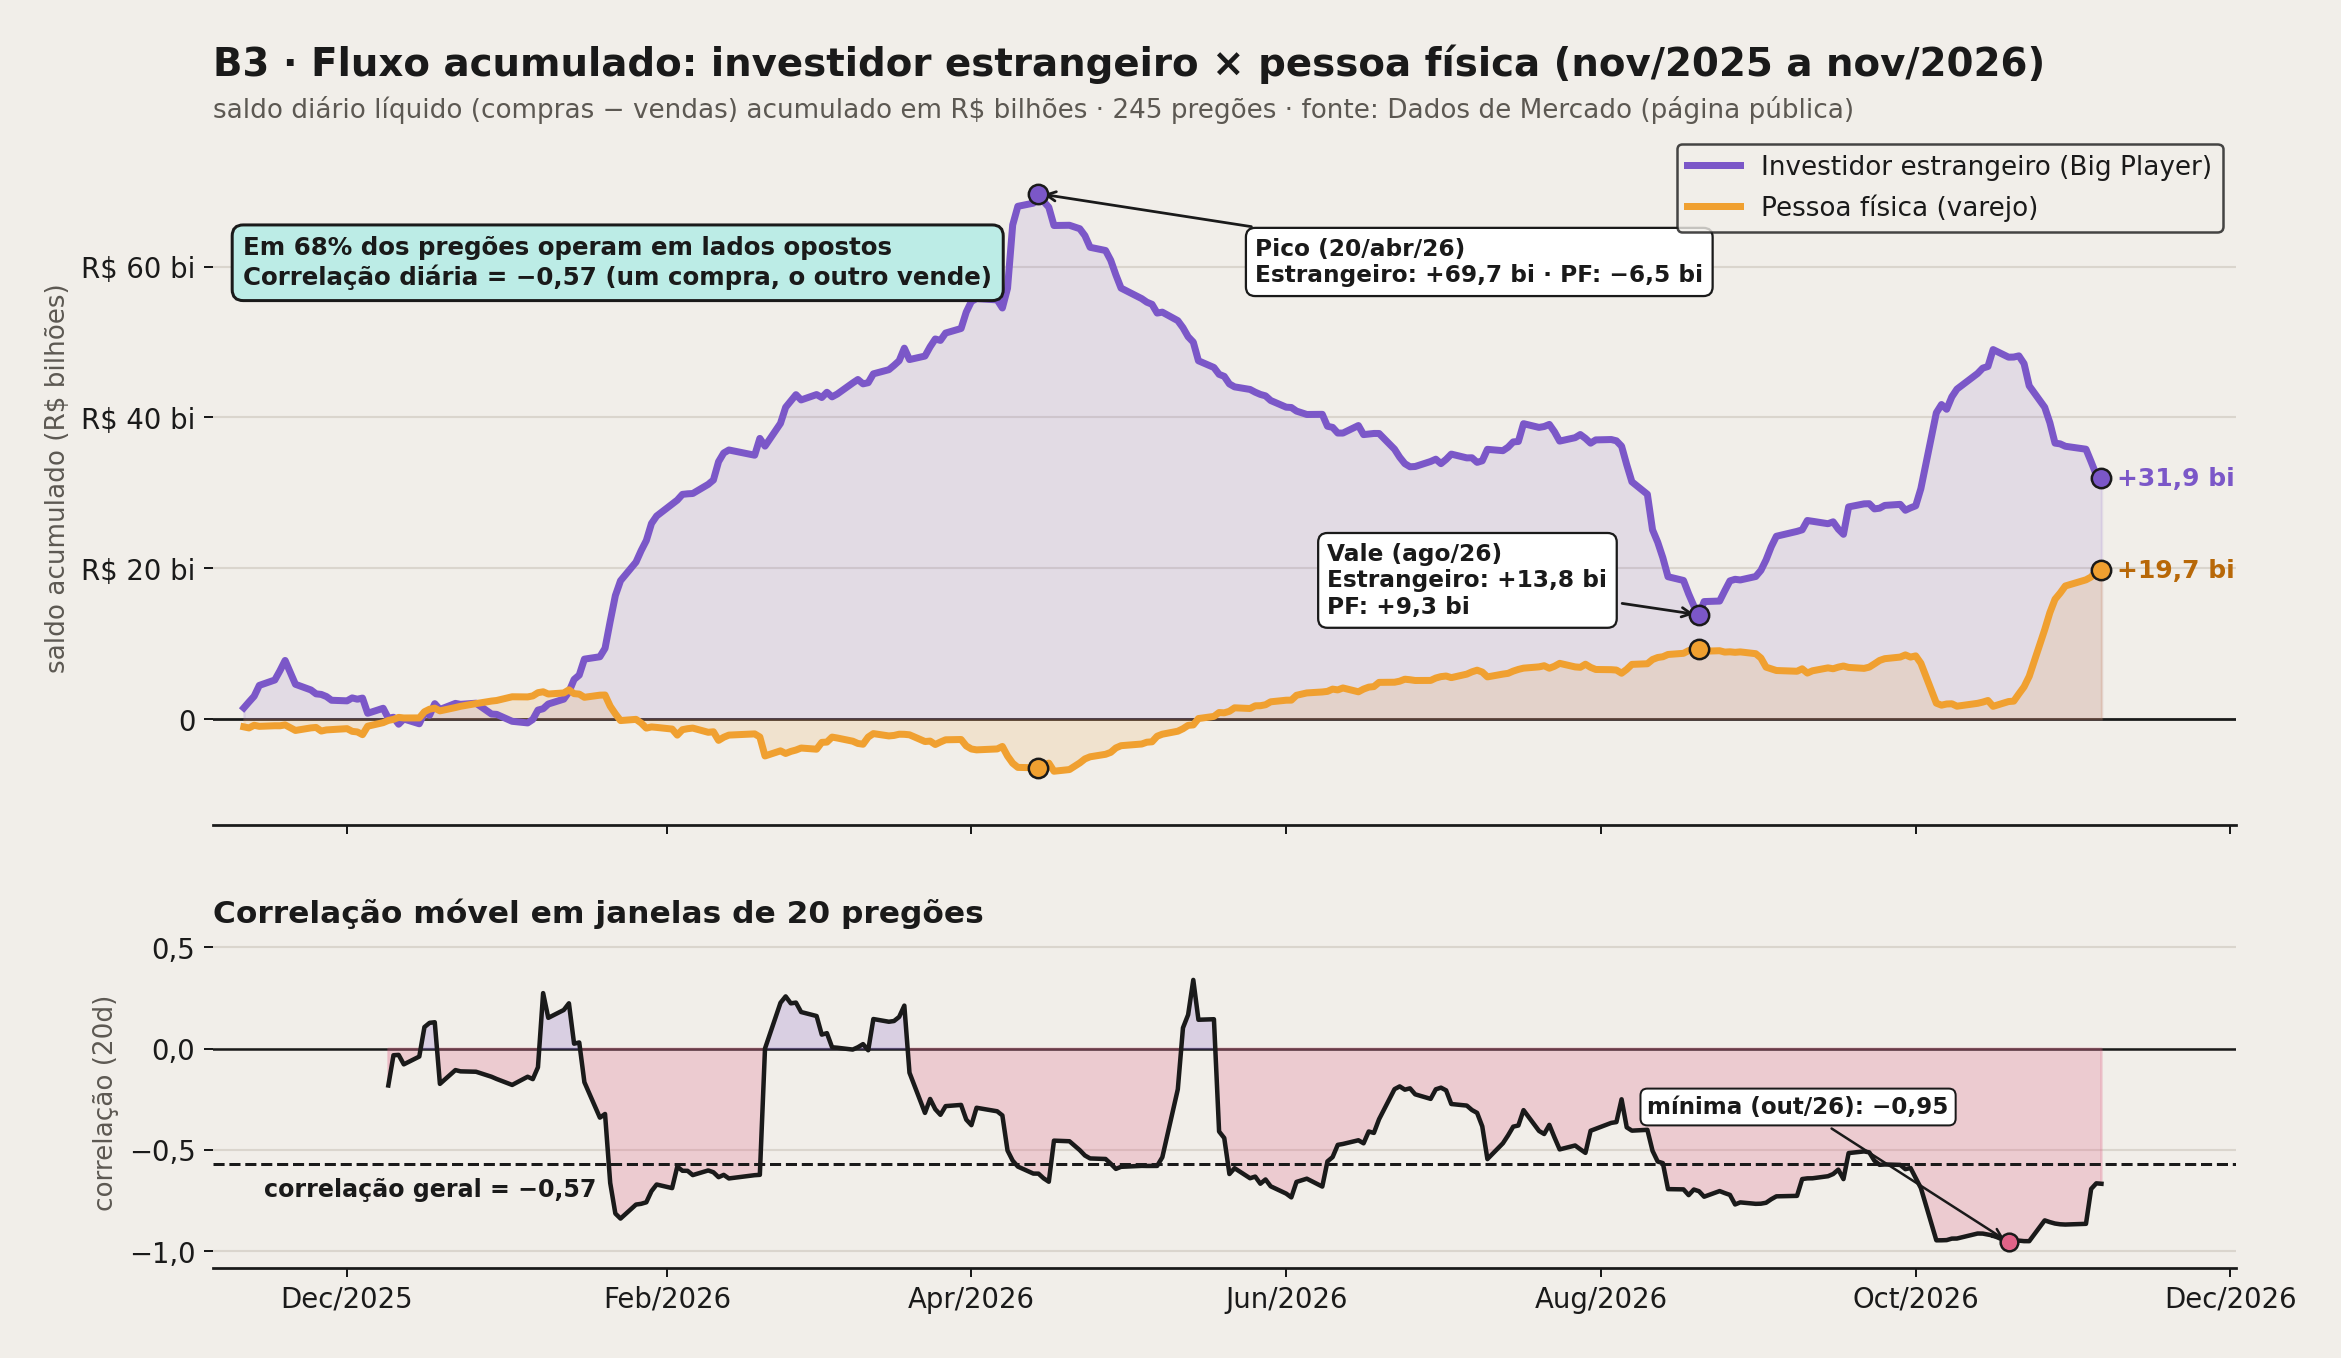 B3 · Fluxo acumulado: investidor estrangeiro × pessoa física (nov/2025 a nov/2026)
saldo diário líquido (compras − vendas) acumulado em R$ bilhões · 245 pregões · fonte: Dados de Mercado (página pública)
Investidor estrangeiro (Big Player)
Pessoa física (varejo)
Em 68% dos pregões operam em lados opostos
Correlação diária = −0,57 (um compra, o outro vende)
Pico (20/abr/26)
Estrangeiro: +69,7 bi · PF: −6,5 bi
saldo acumulado (R$ bilhões)
R$ 60 bi
R$ 40 bi
R$ 20 bi
0
Vale (ago/26)
Estrangeiro: +13,8 bi
PF: +9,3 bi
+31,9 bi
+19,7 bi
Correlação móvel em janelas de 20 pregões
correlação (20d)
0,5
0,0
−0,5
−1,0
mínima (out/26): −0,95
correlação geral = −0,57
Dec/2025
Feb/2026
Apr/2026
Jun/2026
Aug/2026
Oct/2026
Dec/2026